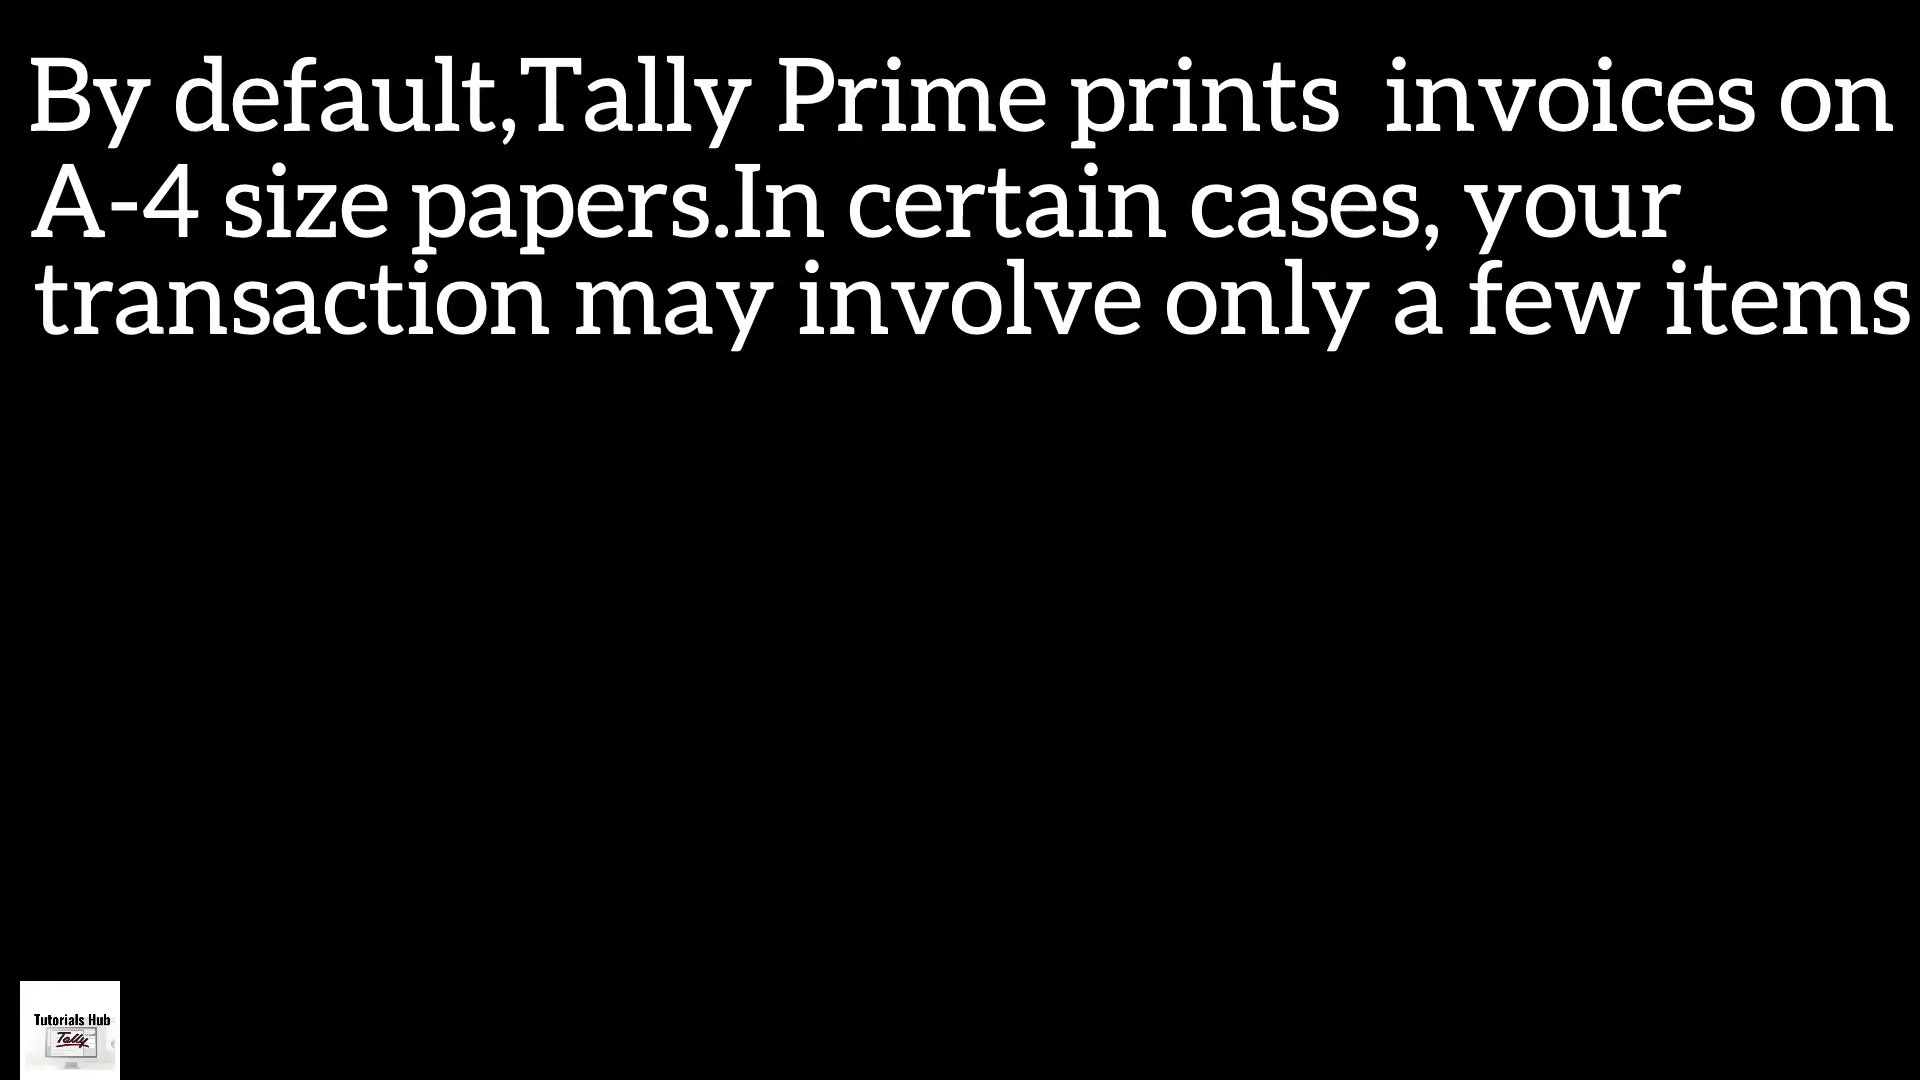 By default,Tally Prime prints  invoices on
A-4 size papers.In certain cases, your
transaction may involve only a few items
Tutorials Hub
Tally